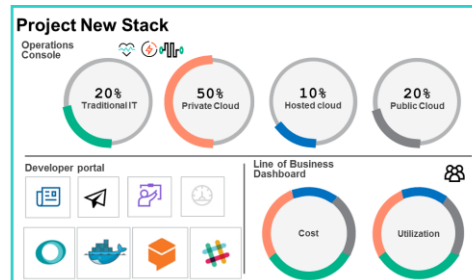 Project New Stack
Operations
Console
20%
Traditional IT
50%
Private Cloud
10%
Hosted cloud
20%
Public Cloud
Developer portal
Line of Business
Dashboard
Cost
Utilization